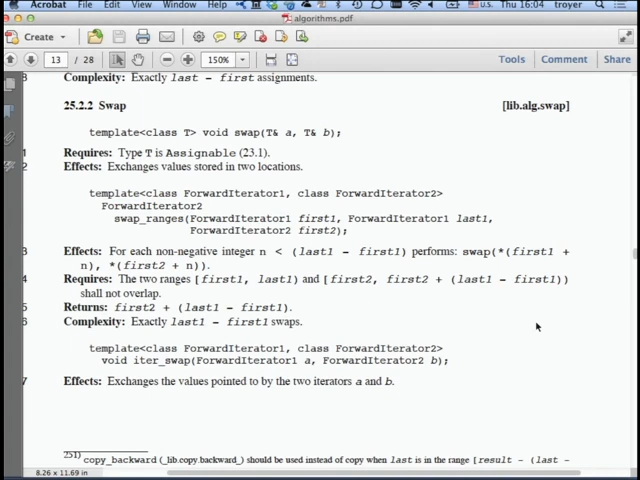 Acrobat File Edit View Window Help U.S. Thu 16:04 troyer
algorithms.pdf
Create
13 / 28 150% Tools Comment Share
8 Complexity: Exactly last - first assignments.
25.2.2 Swap [lib.alg.swap]
template<class T> void swap(T& a, T& b);
1 Requires: Type T is Assignable (23.1).
2 Effects: Exchanges values stored in two locations.
template<class ForwardIterator1, class ForwardIterator2>
ForwardIterator2
swap_ranges(ForwardIterator1 first1, ForwardIterator1 last1,
ForwardIterator2 first2);
3 Effects: For each non-negative integer n < (last1 - first1) performs: swap(*(first1 +
n), *(first2 + n)).
4 Requires: The two ranges [first1, last1) and [first2, first2 + (last1 - first1))
shall not overlap.
5 Returns: first2 + (last1 - first1).
6 Complexity: Exactly last1 - first1 swaps.
template<class ForwardIterator1, class ForwardIterator2>
void iter_swap(ForwardIterator1 a, ForwardIterator2 b);
7 Effects: Exchanges the values pointed to by the two iterators a and b.
251)
copy_backward (_lib.copy.backward_) should be used instead of copy when last is in the range [result - (last -
8.26 x 11.69 in